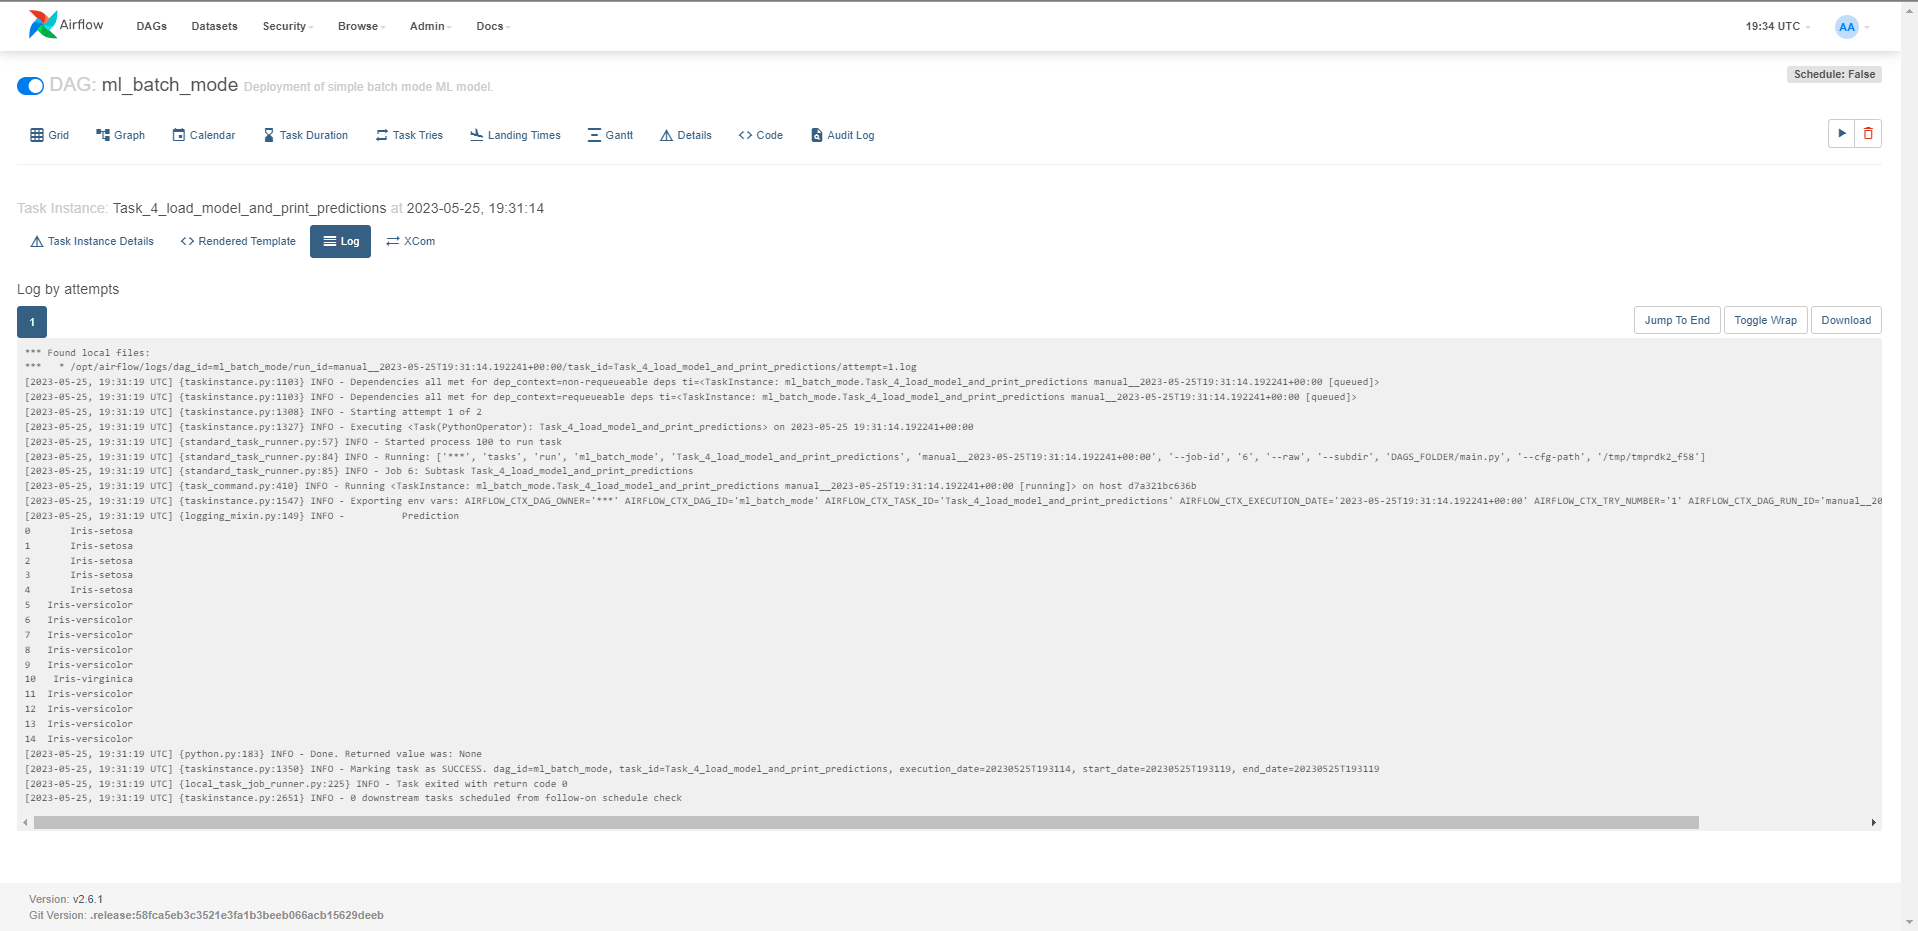 Airflow DAGs Datasets Security Browse Admin Docs 19:34 UTC AA
Schedule: False
DAG: ml_batch_mode Deployment of simple batch mode ML model.
Grid Graph Calendar Task Duration Task Tries Landing Times Gantt Details <> Code Audit Log
Task Instance: Task_4_load_model_and_print_predictions at 2023-05-25, 19:31:14
Task Instance Details <> Rendered Template Log XCom
Log by attempts
1 Jump To End Toggle Wrap Download
*** Found local files:
***   * /opt/airflow/logs/dag_id=ml_batch_mode/run_id=manual__2023-05-25T19:31:14.192241+00:00/task_id=Task_4_load_model_and_print_predictions/attempt=1.log
[2023-05-25, 19:31:19 UTC] {taskinstance.py:1103} INFO - Dependencies all met for dep_context=non-requeueable deps ti=<TaskInstance: ml_batch_mode.Task_4_load_model_and_print_predictions manual__2023-05-25T19:31:14.192241+00:00 [queued]>
[2023-05-25, 19:31:19 UTC] {taskinstance.py:1103} INFO - Dependencies all met for dep_context=requeueable deps ti=<TaskInstance: ml_batch_mode.Task_4_load_model_and_print_predictions manual__2023-05-25T19:31:14.192241+00:00 [queued]>
[2023-05-25, 19:31:19 UTC] {taskinstance.py:1308} INFO - Starting attempt 1 of 2
[2023-05-25, 19:31:19 UTC] {taskinstance.py:1327} INFO - Executing <Task(PythonOperator): Task_4_load_model_and_print_predictions> on 2023-05-25 19:31:14.192241+00:00
[2023-05-25, 19:31:19 UTC] {standard_task_runner.py:57} INFO - Started process 100 to run task
[2023-05-25, 19:31:19 UTC] {standard_task_runner.py:84} INFO - Running: ['***', 'tasks', 'run', 'ml_batch_mode', 'Task_4_load_model_and_print_predictions', 'manual__2023-05-25T19:31:14.192241+00:00', '--job-id', '6', '--raw', '--subdir', 'DAGS_FOLDER/main.py', '--cfg-path', '/tmp/tmprdk2_f58']
[2023-05-25, 19:31:19 UTC] {standard_task_runner.py:85} INFO - Job 6: Subtask Task_4_load_model_and_print_predictions
[2023-05-25, 19:31:19 UTC] {task_command.py:410} INFO - Running <TaskInstance: ml_batch_mode.Task_4_load_model_and_print_predictions manual__2023-05-25T19:31:14.192241+00:00 [running]> on host d7a321bc636b
[2023-05-25, 19:31:19 UTC] {taskinstance.py:1547} INFO - Exporting env vars: AIRFLOW_CTX_DAG_OWNER='***' AIRFLOW_CTX_DAG_ID='ml_batch_mode' AIRFLOW_CTX_TASK_ID='Task_4_load_model_and_print_predictions' AIRFLOW_CTX_EXECUTION_DATE='2023-05-25T19:31:14.192241+00:00' AIRFLOW_CTX_TRY_NUMBER='1' AIRFLOW_CTX_DAG_RUN_ID='manual__20
[2023-05-25, 19:31:19 UTC] {logging_mixin.py:149} INFO -          Prediction
0       Iris-setosa
1       Iris-setosa
2       Iris-setosa
3       Iris-setosa
4       Iris-setosa
5   Iris-versicolor
6   Iris-versicolor
7   Iris-versicolor
8   Iris-versicolor
9   Iris-versicolor
10   Iris-virginica
11  Iris-versicolor
12  Iris-versicolor
13  Iris-versicolor
14  Iris-versicolor
[2023-05-25, 19:31:19 UTC] {python.py:183} INFO - Done. Returned value was: None
[2023-05-25, 19:31:19 UTC] {taskinstance.py:1350} INFO - Marking task as SUCCESS. dag_id=ml_batch_mode, task_id=Task_4_load_model_and_print_predictions, execution_date=20230525T193114, start_date=20230525T193119, end_date=20230525T193119
[2023-05-25, 19:31:19 UTC] {local_task_job_runner.py:225} INFO - Task exited with return code 0
[2023-05-25, 19:31:19 UTC] {taskinstance.py:2651} INFO - 0 downstream tasks scheduled from follow-on schedule check
Version: v2.6.1
Git Version: .release:58fca5eb3c3521e3fa1b3beeb066acb15629deeb